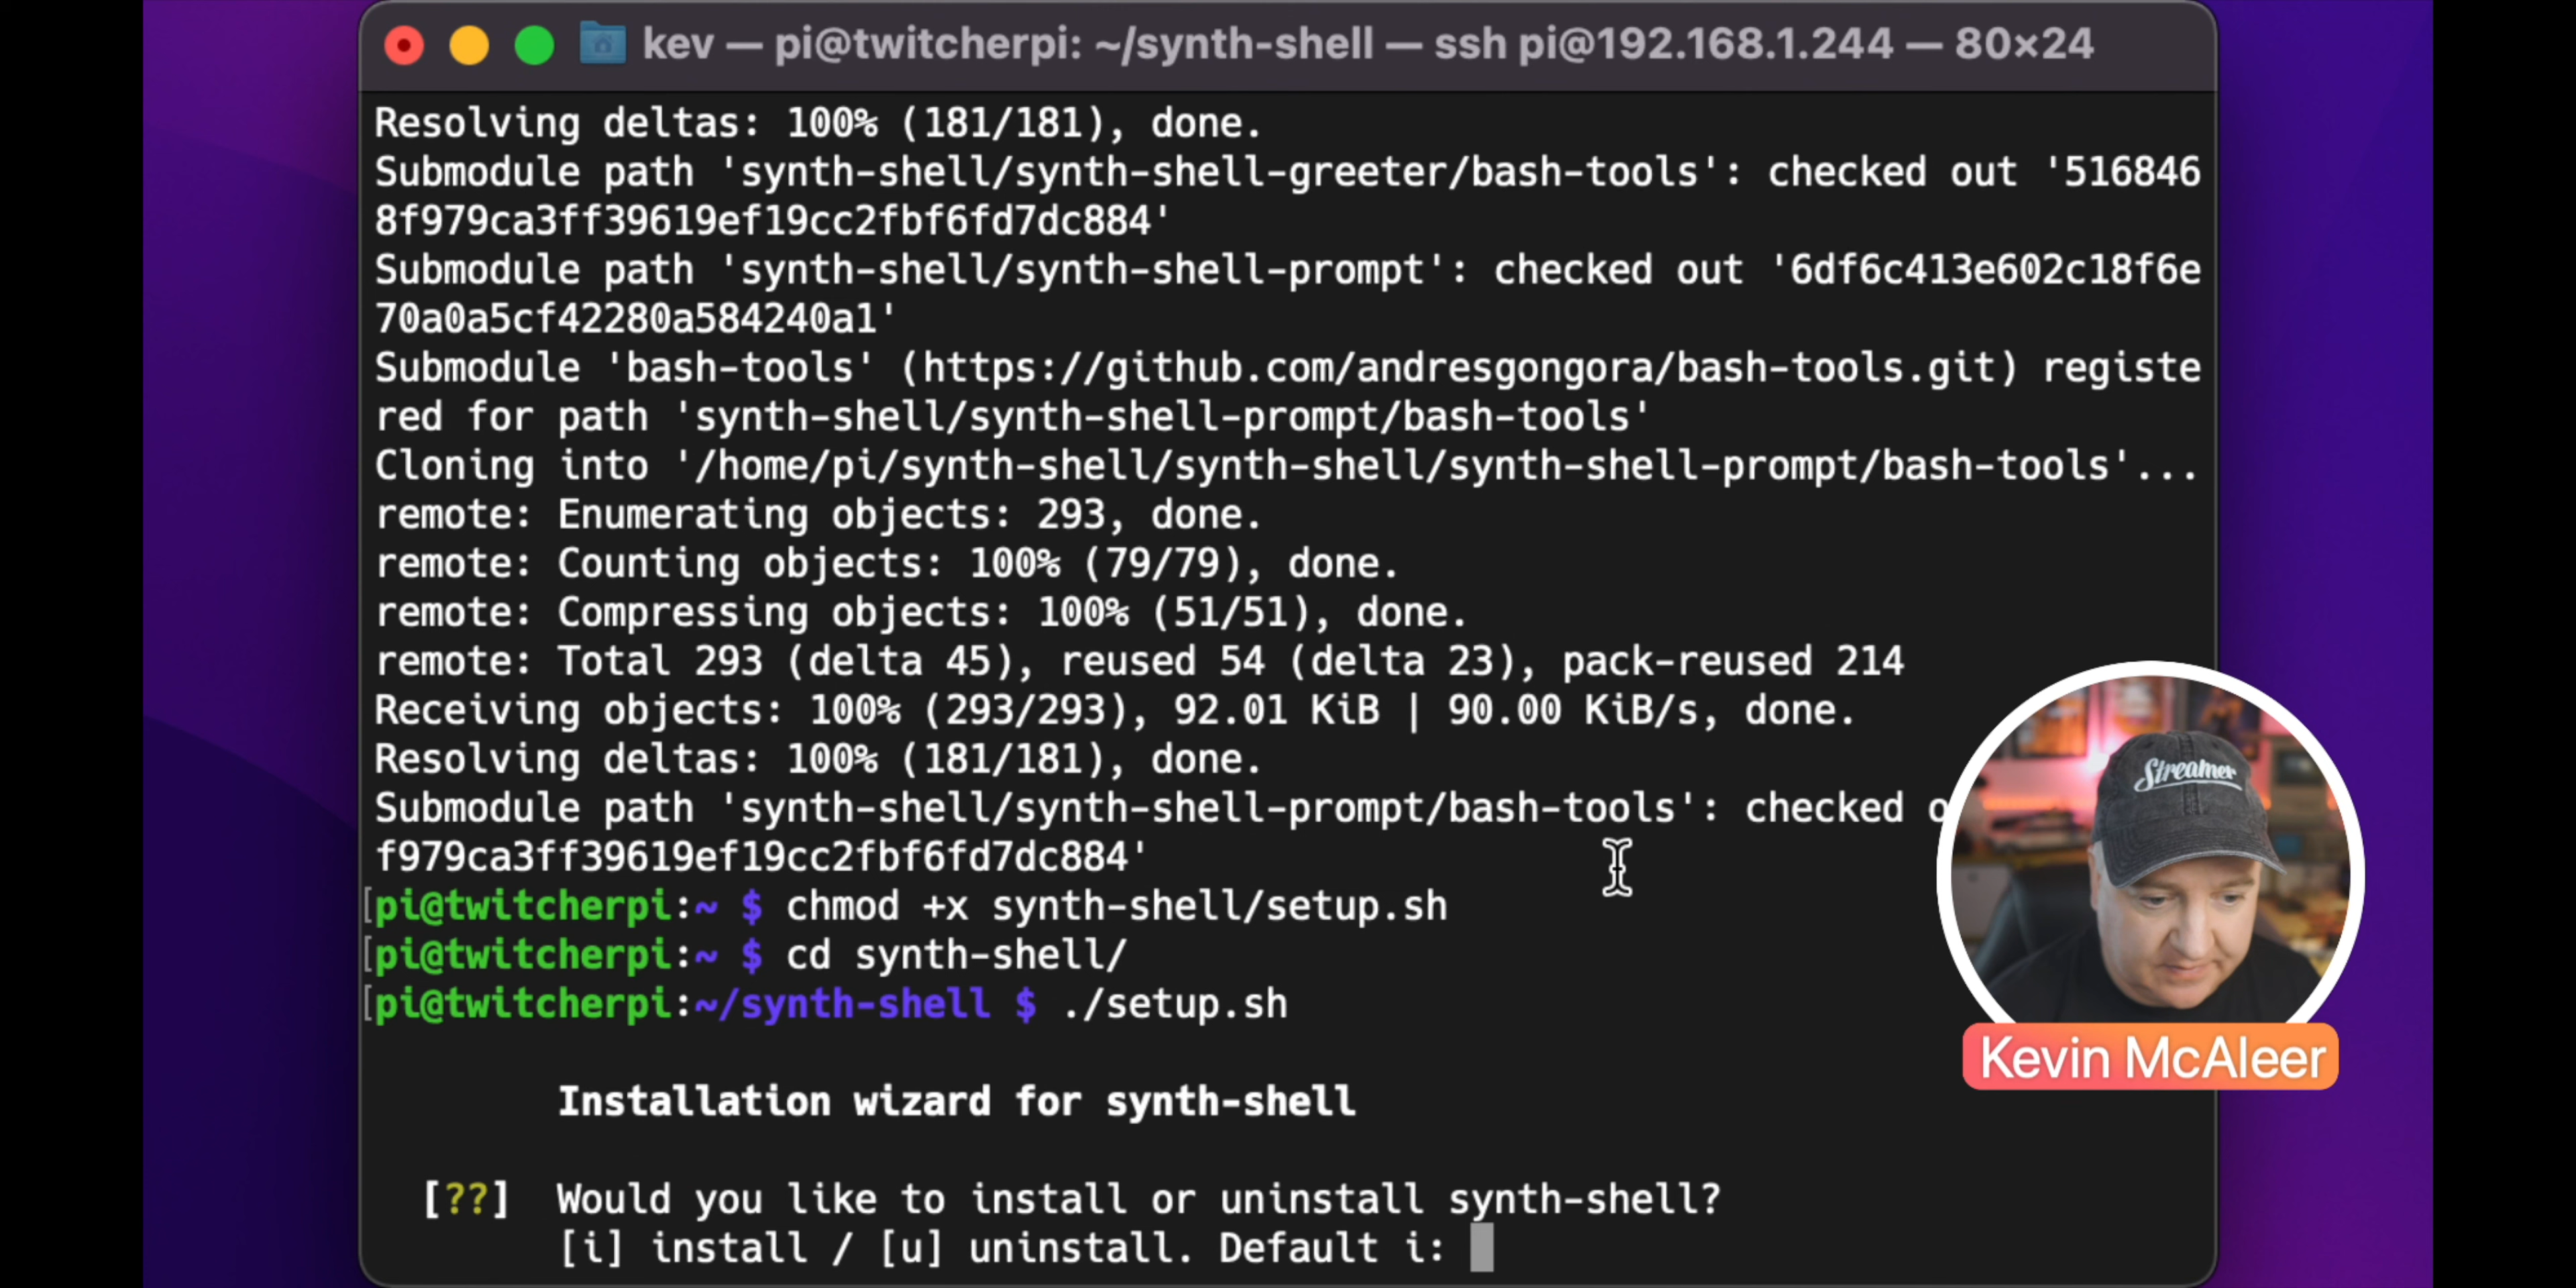 kev — pi@twitcherpi: ~/synth-shell — ssh pi@192.168.1.244 — 80×24
Resolving deltas: 100% (181/181), done.
Submodule path 'synth-shell/synth-shell-greeter/bash-tools': checked out '516846
8f979ca3ff39619ef19cc2fbf6fd7dc884'
Submodule path 'synth-shell/synth-shell-prompt': checked out '6df6c413e602c18f6e
70a0a5cf42280a584240a1'
Submodule 'bash-tools' (https://github.com/andresgongora/bash-tools.git) registe
red for path 'synth-shell/synth-shell-prompt/bash-tools'
Cloning into '/home/pi/synth-shell/synth-shell/synth-shell-prompt/bash-tools'...
remote: Enumerating objects: 293, done.
remote: Counting objects: 100% (79/79), done.
remote: Compressing objects: 100% (51/51), done.
remote: Total 293 (delta 45), reused 54 (delta 23), pack-reused 214
Receiving objects: 100% (293/293), 92.01 KiB | 90.00 KiB/s, done.
Resolving deltas: 100% (181/181), done.
Submodule path 'synth-shell/synth-shell-prompt/bash-tools': checked
f979ca3ff39619ef19cc2fbf6fd7dc884'
[pi@twitcherpi:~ $ chmod +x synth-shell/setup.sh
[pi@twitcherpi:~ $ cd synth-shell/
[pi@twitcherpi:~/synth-shell $ ./setup.sh
Installation wizard for synth-shell
[??] Would you like to install or uninstall synth-shell?
[i] install / [u] uninstall. Default i:
Streamer
Kevin McAleer